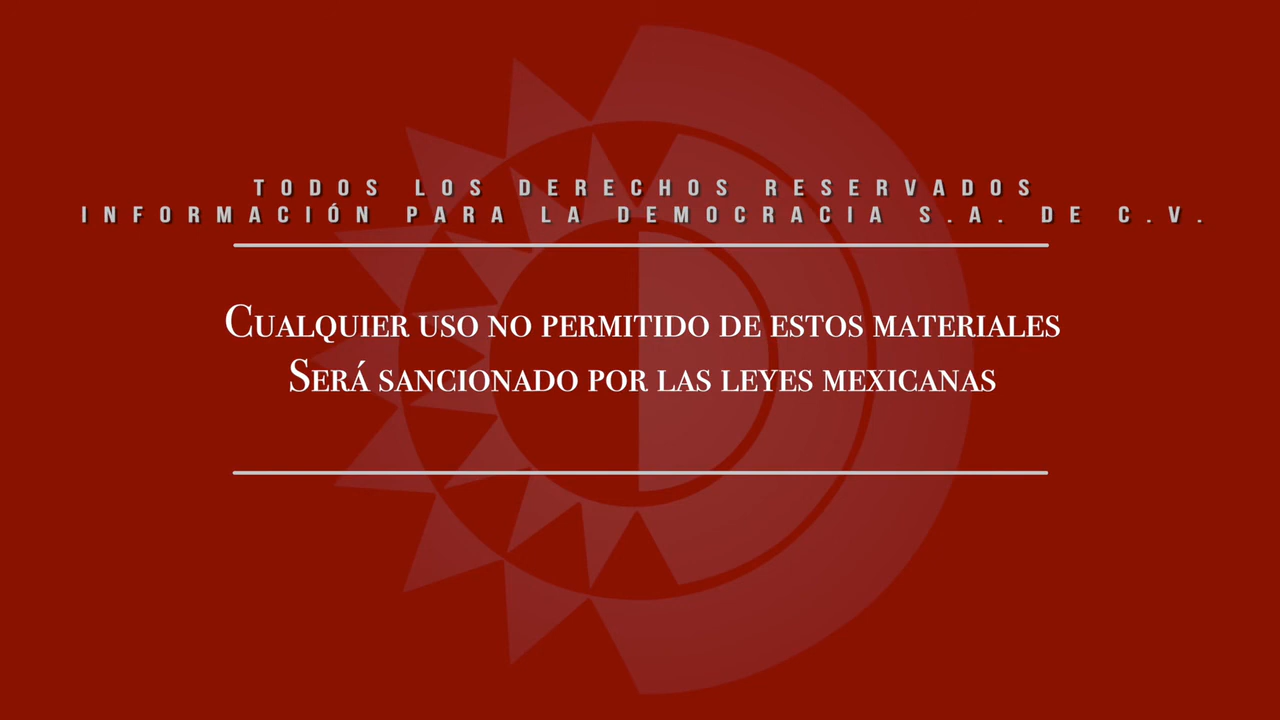 TODOS LOS DERECHOS RESERVADOS
INFORMACIÓN PARA LA DEMOCRACIA S.A. DE C.V.
Cualquier uso no permitido de estos materiales
Será sancionado por las leyes mexicanas